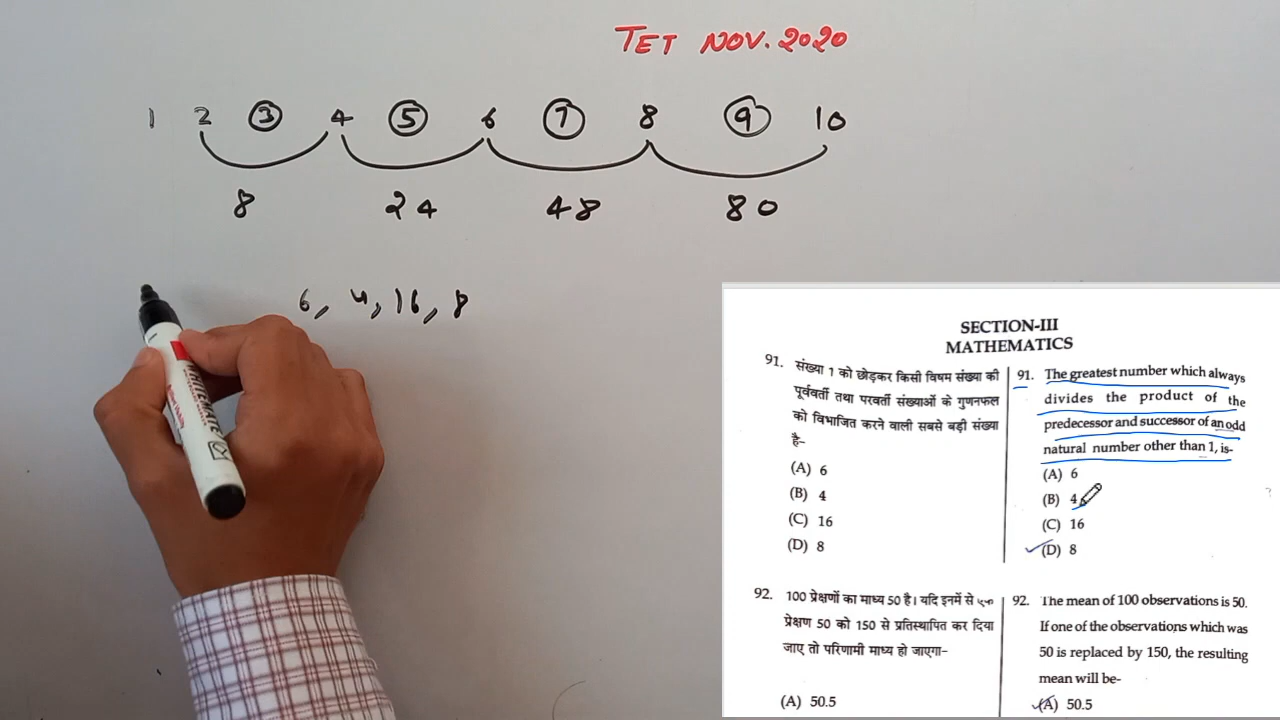 TET NOV. 2020
1 2 3 4 5 6 7 8 9 10
8 24 48 80
6, 4, 16, 8
SECTION-III
MATHEMATICS
91. संख्या 1 को छोड़कर किसी विषम संख्या की
पूर्ववर्ती तथा परवर्ती संख्याओं के गुणनफल
को विभाजित करने वाली सबसे बड़ी संख्या
है-
(A) 6
(B) 4
(C) 16
(D) 8
92. 100 प्रेक्षणों का माध्य 50 है। यदि इनमें से एक
प्रेक्षण 50 को 150 से प्रतिस्थापित कर दिया
जाए तो परिणामी माध्य हो जाएगा-
(A) 50.5
91. The greatest number which always
divides the product of the
predecessor and successor of an odd
natural number other than 1, is-
(A) 6
(B) 4
(C) 16
(D) 8
92. The mean of 100 observations is 50.
If one of the observations which was
50 is replaced by 150, the resulting
mean will be-
(A) 50.5